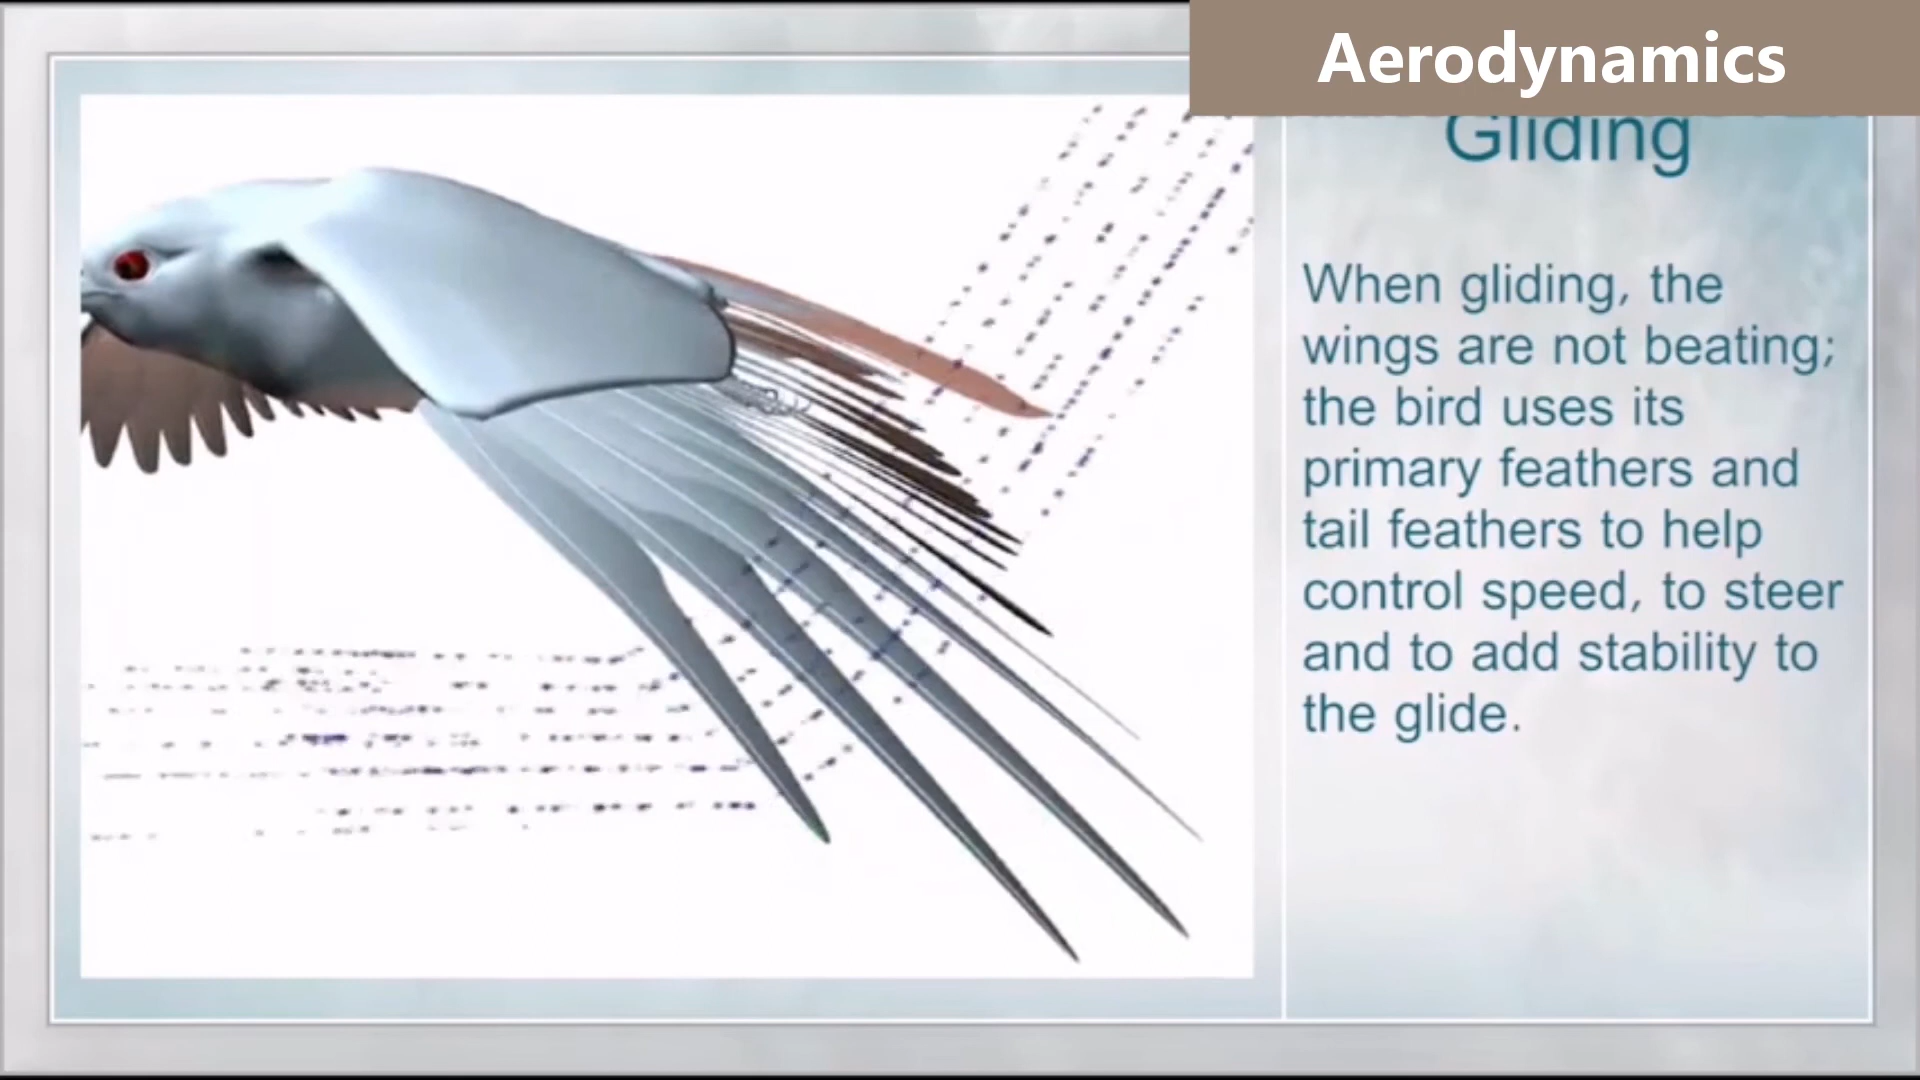 Aerodynamics
Gliding
When gliding, the
wings are not beating;
the bird uses its
primary feathers and
tail feathers to help
control speed, to steer
and to add stability to
the glide.